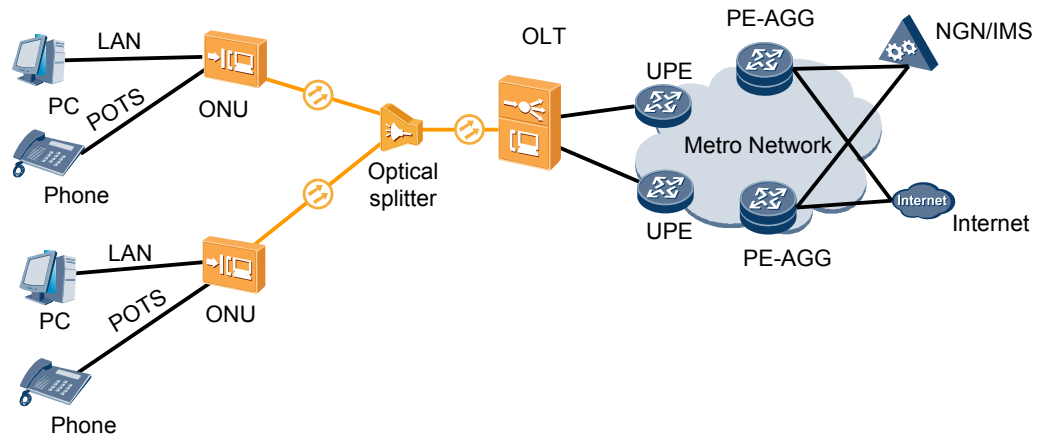 PE-AGG
NGN/IMS
LAN
OLT
UPE
PC
POTS
ONU
Metro Network
Optical
splitter
Phone
Internet
Internet
UPE
PE-AGG
LAN
PC
POTS
ONU
Phone